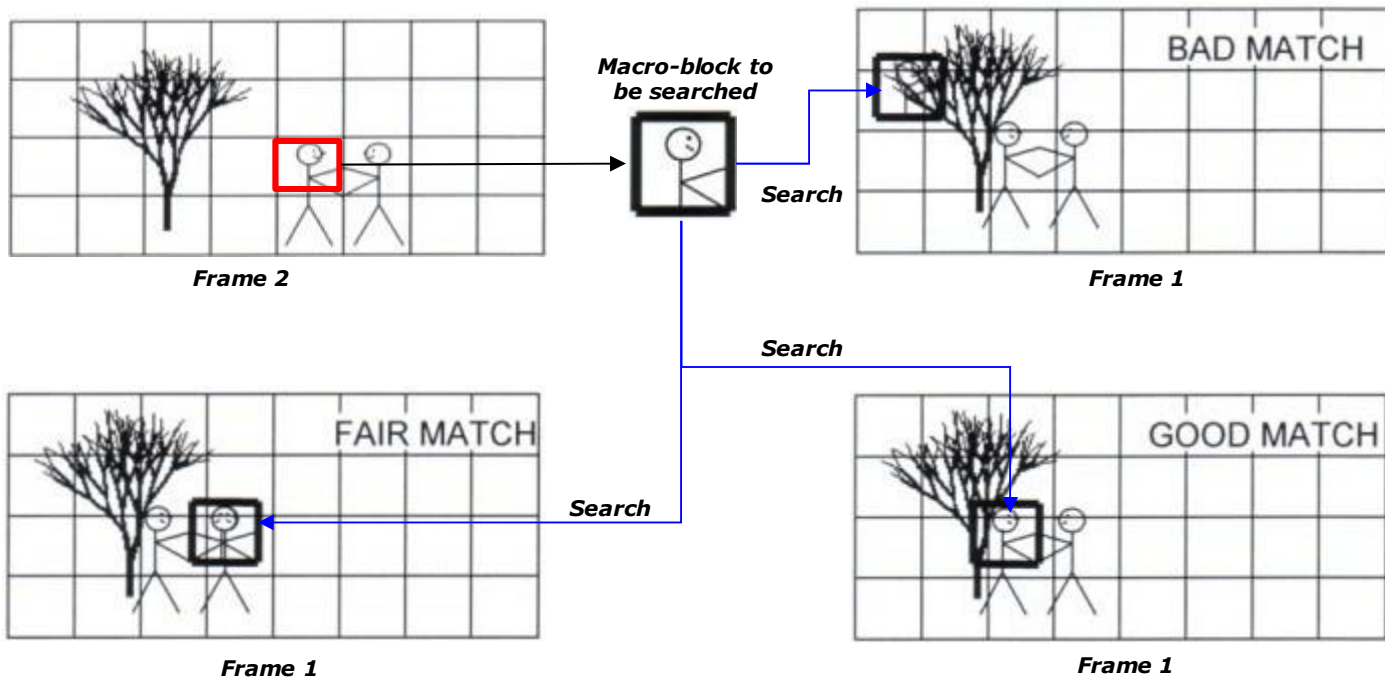 Macro-block to
be searched
BAD MATCH
Search
Frame 2
Frame 1
Search
FAIR MATCH
GOOD MATCH
Search
Frame 1
Frame 1